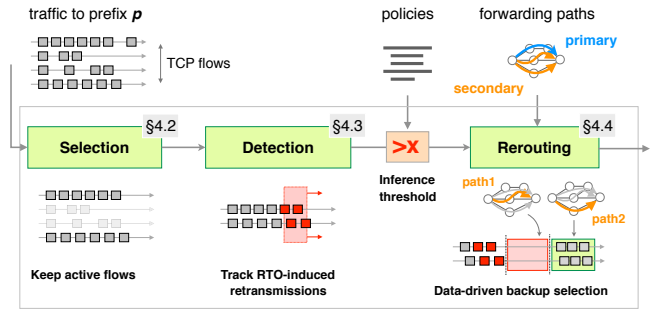 traffic to prefix p
policies
forwarding paths
TCP flows
primary
secondary
§4.2
§4.3
§4.4
Selection
Detection
>X
Rerouting
Inference
threshold
path1
path2
Keep active flows
Track RTO-induced
retransmissions
Data-driven backup selection